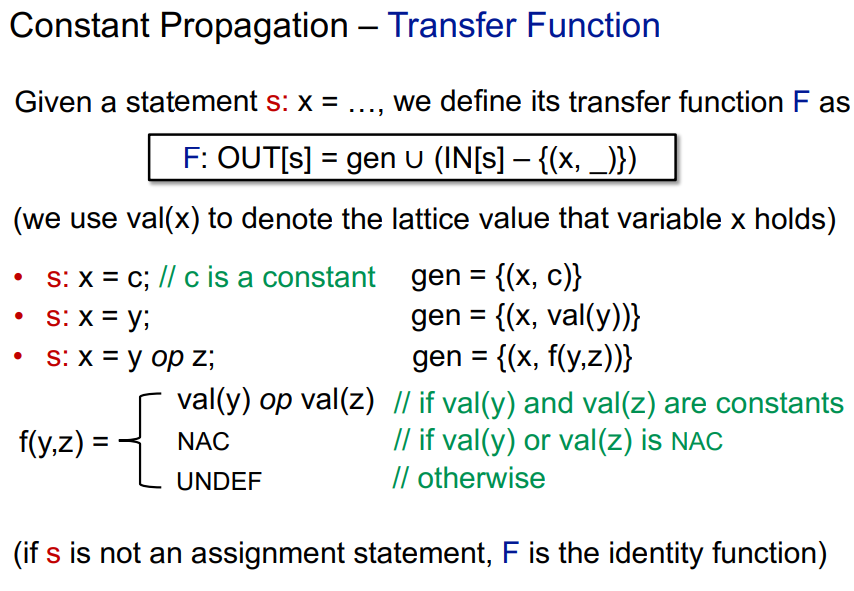 Constant Propagation – Transfer Function
Given a statement s: x = …, we define its transfer function F as
F: OUT[s] = gen ∪ (IN[s] – {(x, _)})
(we use val(x) to denote the lattice value that variable x holds)
• s: x = c; // c is a constant gen = {(x, c)}
• s: x = y; gen = {(x, val(y))}
• s: x = y op z; gen = {(x, f(y,z))}
val(y) op val(z) // if val(y) and val(z) are constants
f(y,z) = NAC // if val(y) or val(z) is NAC
UNDEF // otherwise
(if s is not an assignment statement, F is the identity function)